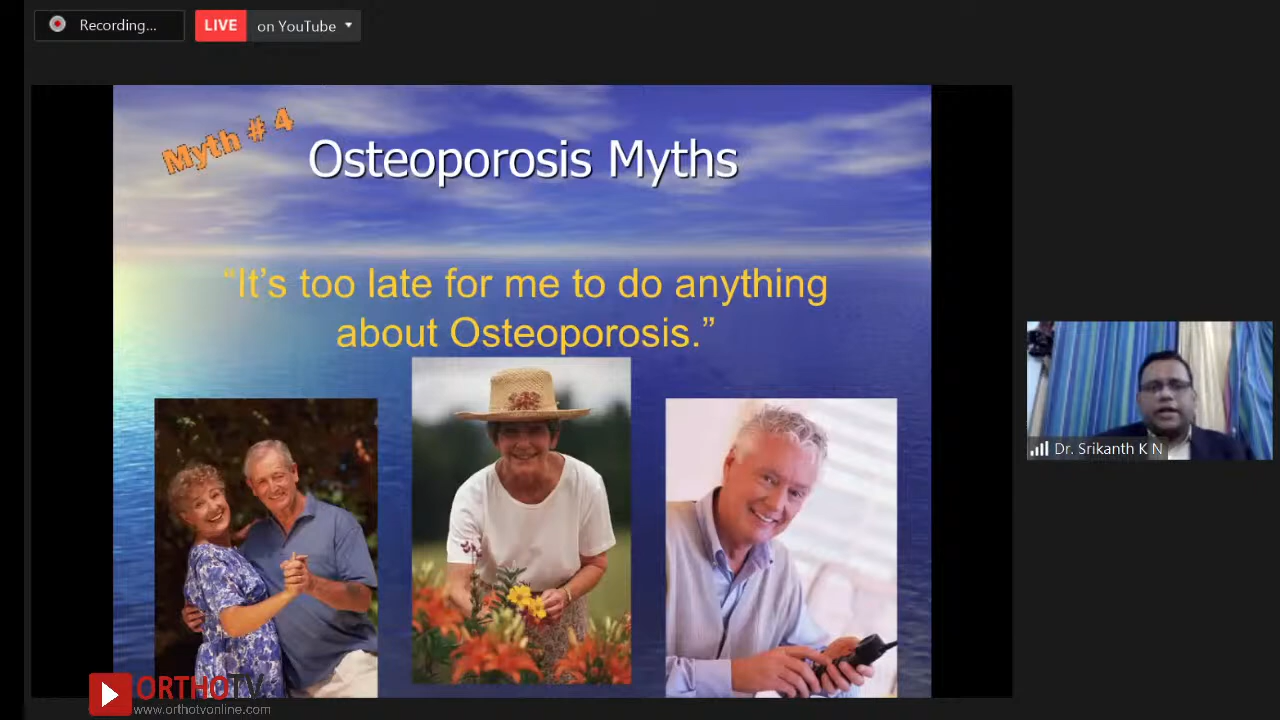 Recording...
LIVE on YouTube
Myth # 4
Osteoporosis Myths
“It’s too late for me to do anything
about Osteoporosis.”
Dr. Srikanth K N
ORTHOTV
www.orthotvonline.com